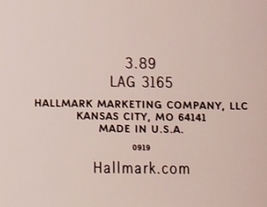 3.89
LAG 3165
HALLMARK MARKETING COMPANY, LLC
KANSAS CITY, MO 64141
MADE IN U.S.A.
0919
Hallmark.com